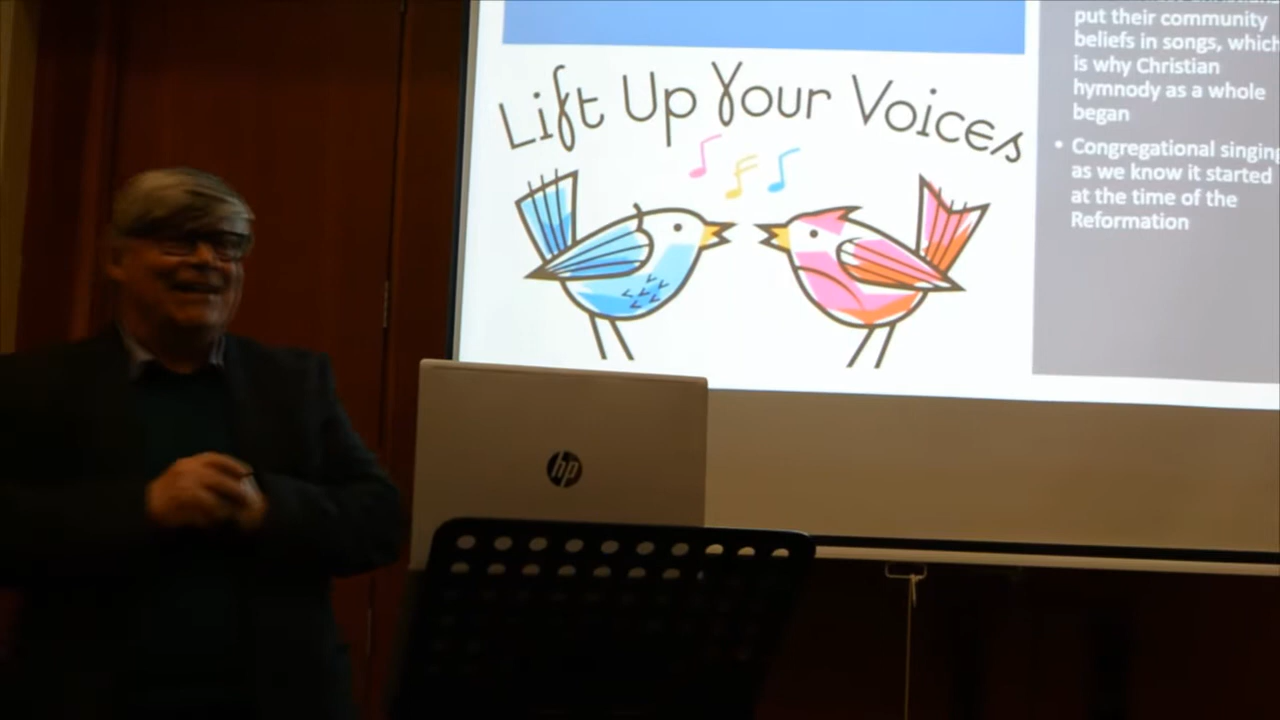 Lift Up Your Voices
put their community
beliefs in songs, which
is why Christian
hymnody as a whole
began
• Congregational singing
as we know it started
at the time of the
Reformation
hp